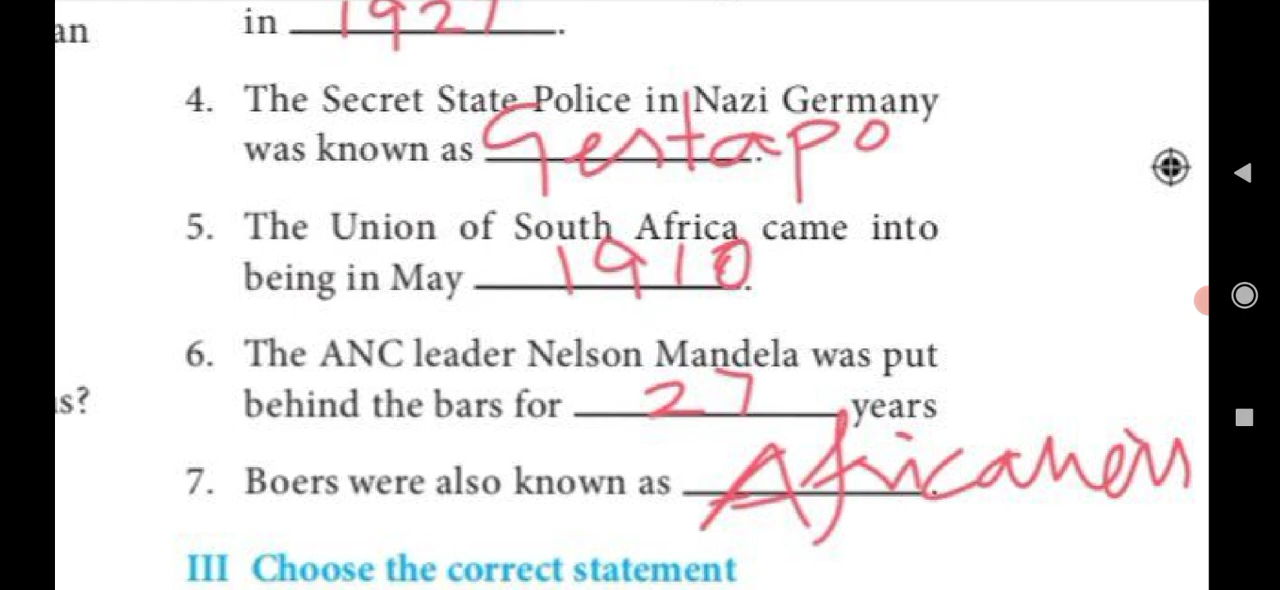 an
in 1927.
4. The Secret State Police in Nazi Germany
was known as Gestapo.
5. The Union of South Africa came into
being in May 1910.
6. The ANC leader Nelson Mandela was put
behind the bars for 27 years
s?
7. Boers were also known as
III Choose the correct statement